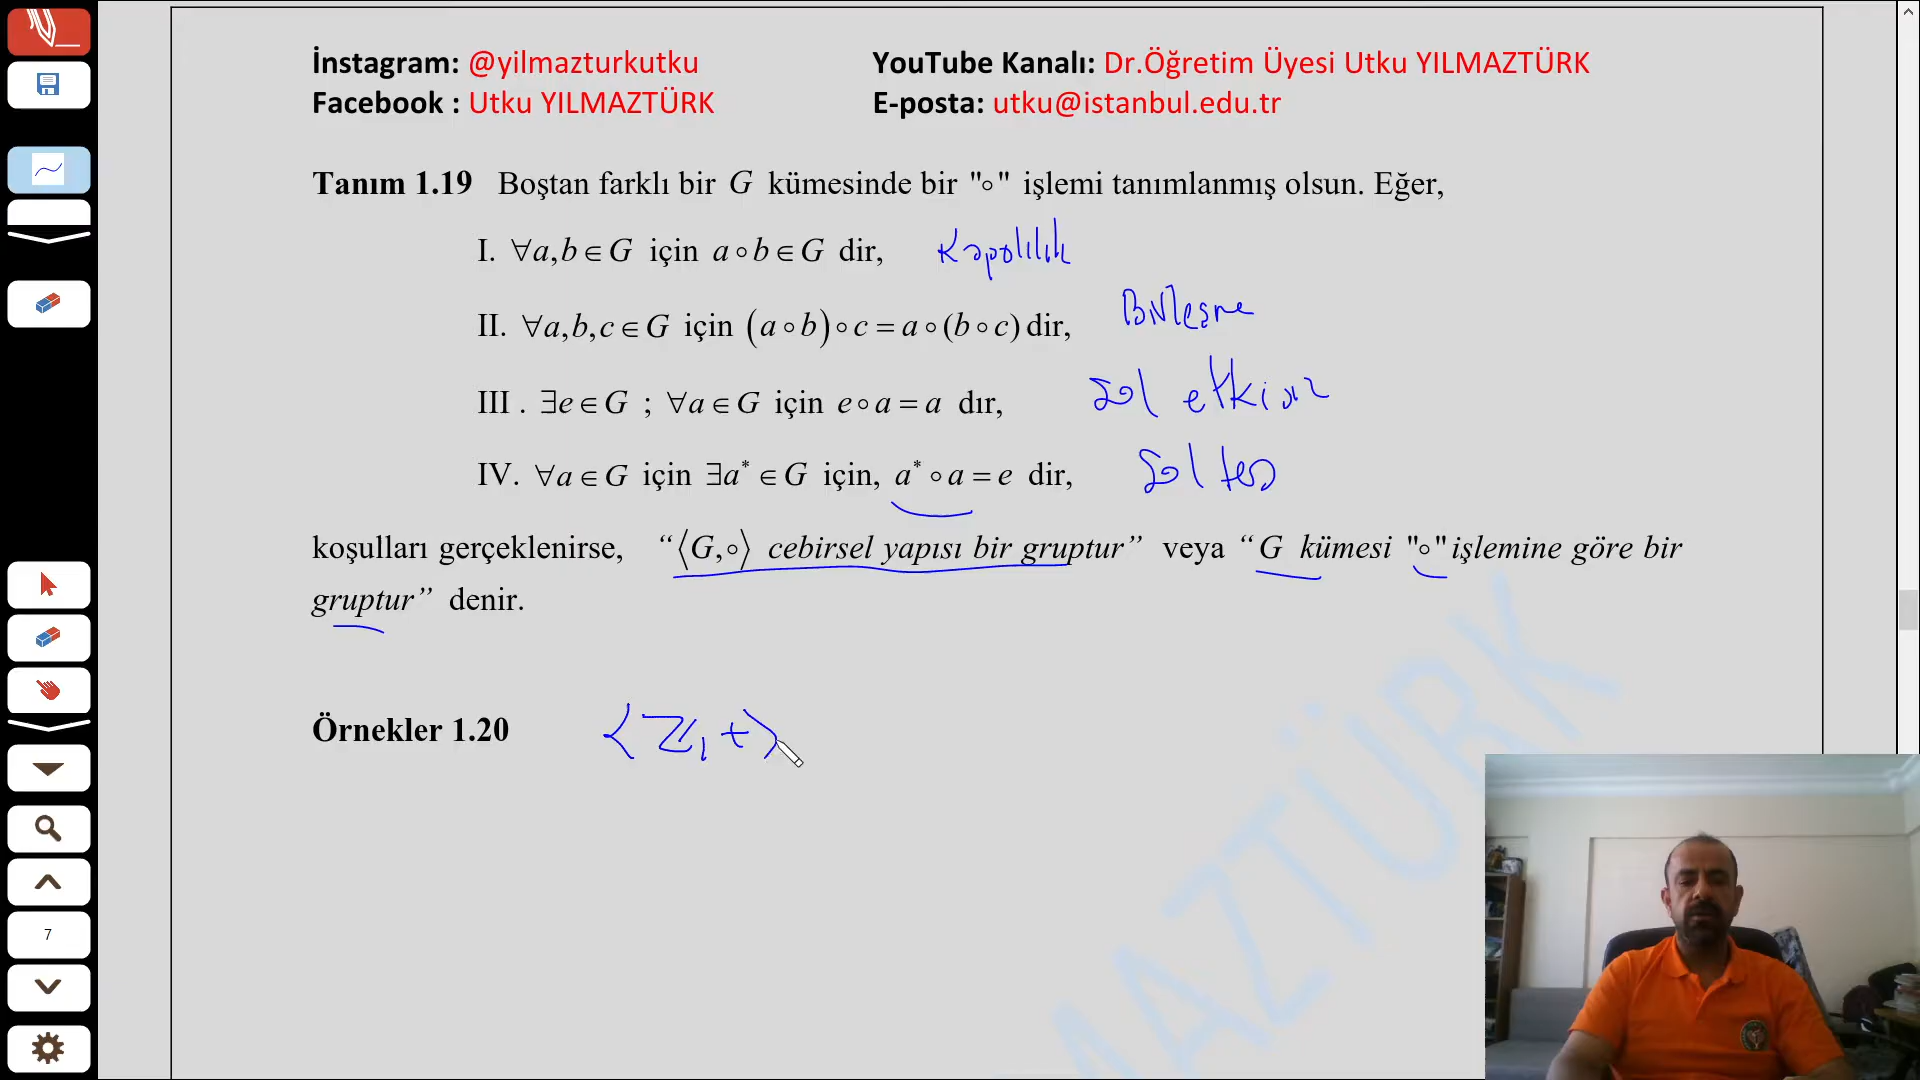 İnstagram: @yilmazturkutku YouTube Kanalı: Dr.Öğretim Üyesi Utku YILMAZTÜRK
Facebook : Utku YILMAZTÜRK E-posta: utku@istanbul.edu.tr
Tanım 1.19 Boştan farklı bir G kümesinde bir "∘" işlemi tanımlanmış olsun. Eğer,
I. ∀a,b∈G için a∘b∈G dir, Kapalılık
II. ∀a,b,c∈G için (a∘b)∘c=a∘(b∘c) dir, Birleşme
III . ∃e∈G ; ∀a∈G için e∘a=a dır, Sol etkisiz
IV. ∀a∈G için ∃a*∈G için, a*∘a=e dir, Sol ters
koşulları gerçeklenirse, “⟨G,∘⟩ cebirsel yapısı bir gruptur” veya “G kümesi "∘" işlemine göre bir
gruptur” denir.
Örnekler 1.20 ⟨ℤ,+⟩
MAZTÜRK
7